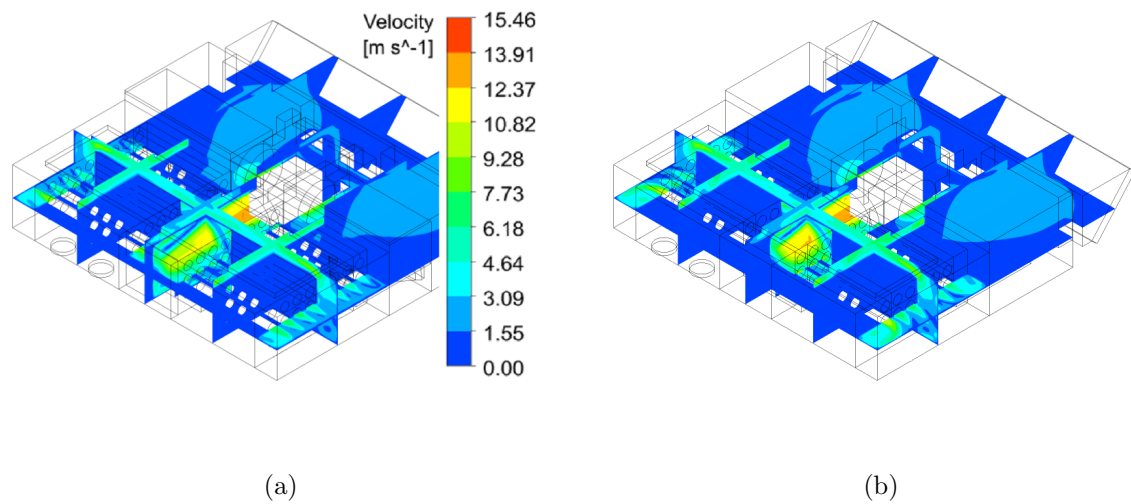 Velocity
[m s^-1]
15.46
13.91
12.37
10.82
9.28
7.73
6.18
4.64
3.09
1.55
0.00
(a)
(b)